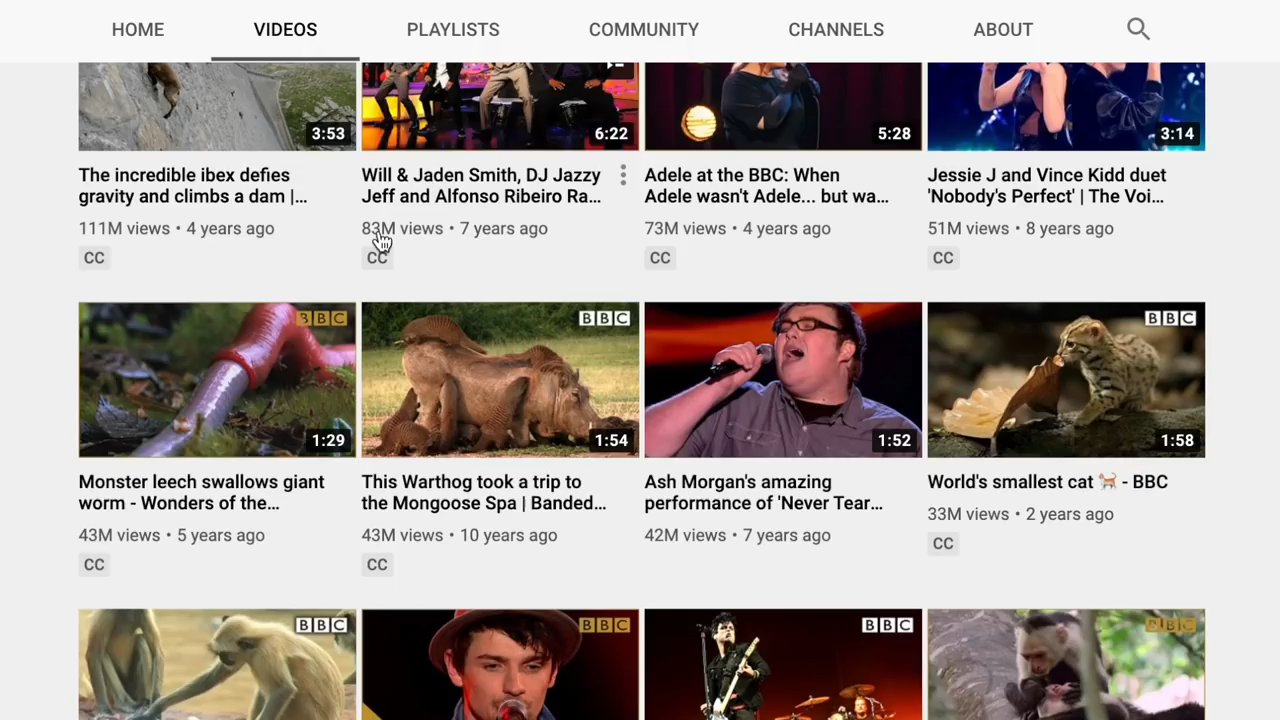 HOME VIDEOS PLAYLISTS COMMUNITY CHANNELS ABOUT
3:53 6:22 5:28 3:14
The incredible ibex defies
gravity and climbs a dam |...
111M views • 4 years ago
CC
Will & Jaden Smith, DJ Jazzy
Jeff and Alfonso Ribeiro Ra...
83M views • 7 years ago
CC
Adele at the BBC: When
Adele wasn't Adele... but wa...
73M views • 4 years ago
CC
Jessie J and Vince Kidd duet
'Nobody's Perfect' | The Voi...
51M views • 8 years ago
CC
BBC
1:29
Monster leech swallows giant
worm - Wonders of the...
43M views • 5 years ago
CC
BBC
1:54
This Warthog took a trip to
the Mongoose Spa | Banded...
43M views • 10 years ago
CC
1:52
Ash Morgan's amazing
performance of 'Never Tear...
42M views • 7 years ago
BBC
1:58
World's smallest cat 🐈 - BBC
33M views • 2 years ago
CC
BBC
BBC
BBC
BBC